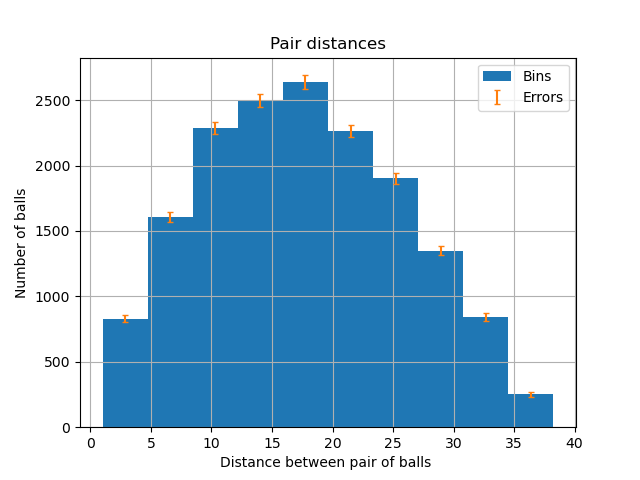 Pair distances
Bins
Errors
Number of balls
2500
2000
1500
1000
500
0
0 5 10 15 20 25 30 35 40
Distance between pair of balls